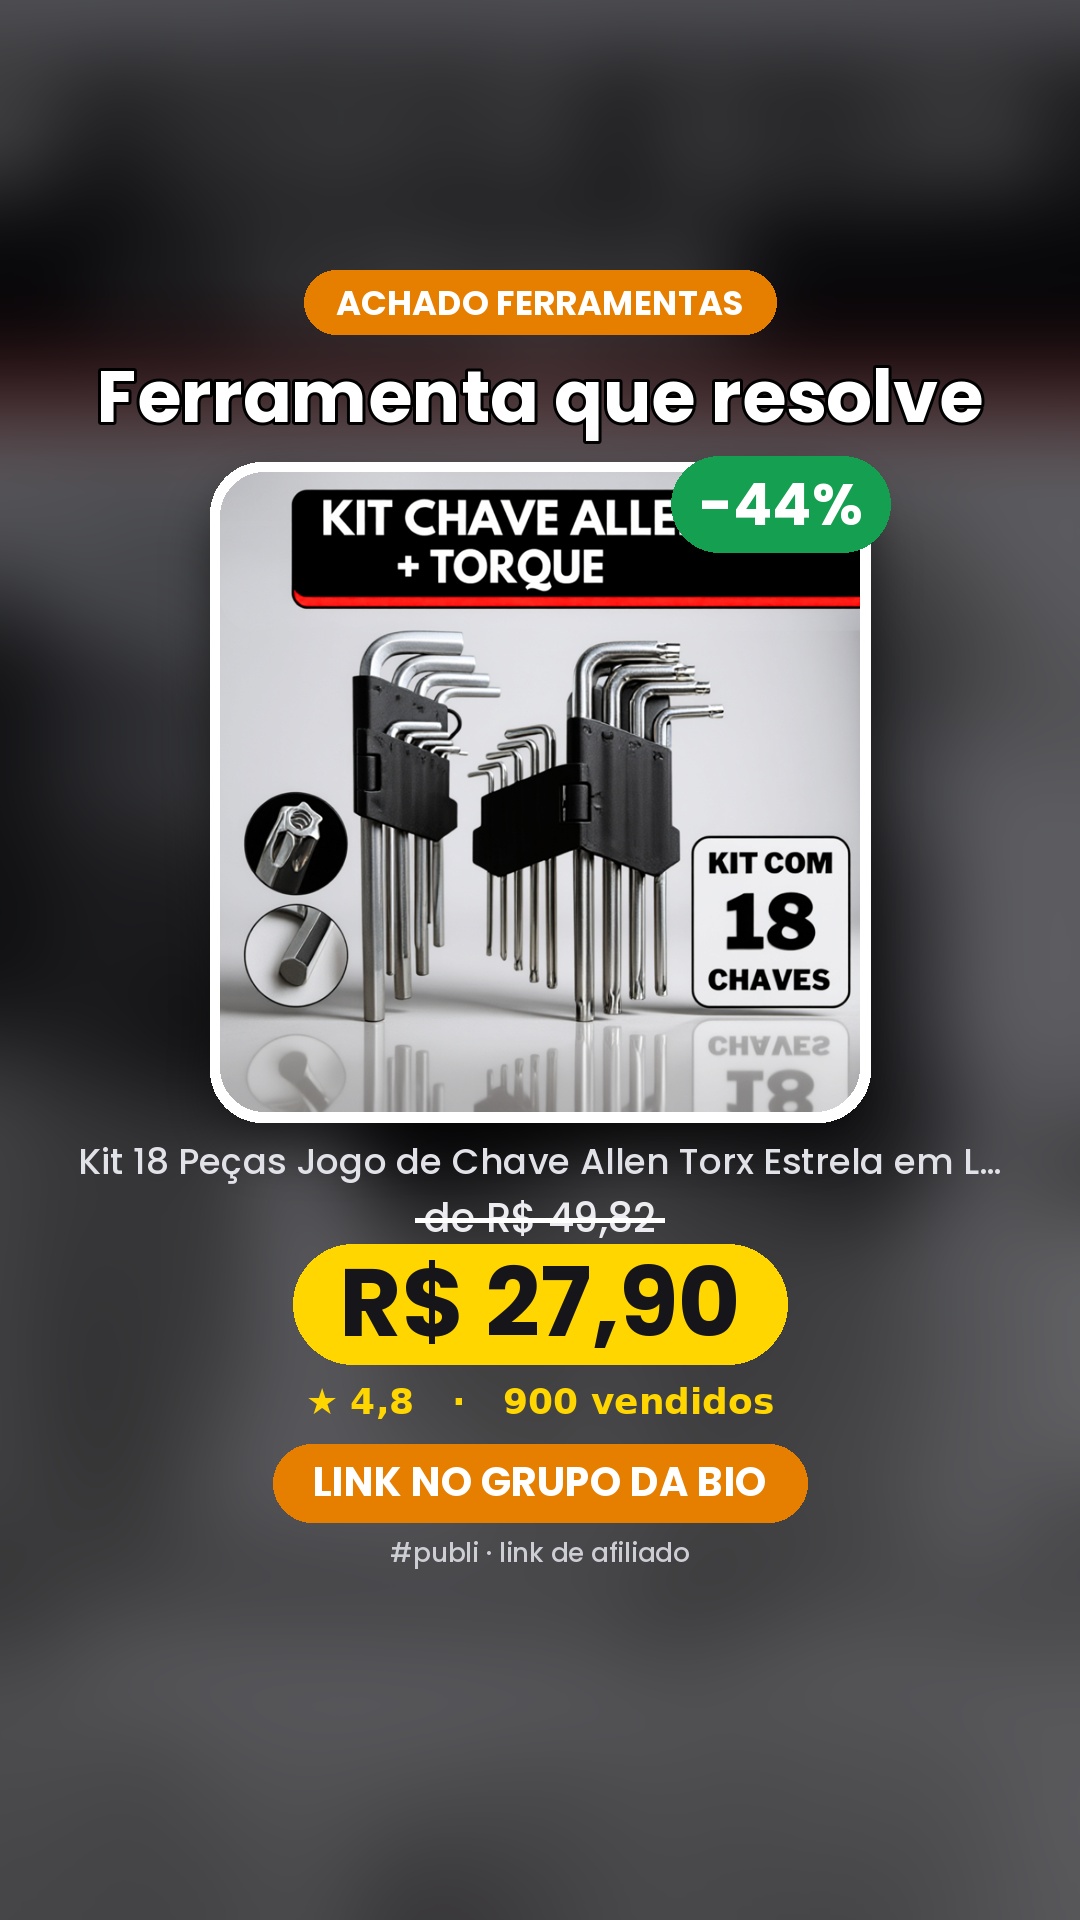 ACHADO FERRAMENTAS
Ferramenta que resolve
-44%
KIT CHAVE ALLE
+ TORQUE
KIT COM
18
CHAVES
CHAVES
18
Kit 18 Peças Jogo de Chave Allen Torx Estrela em L...
de R$ 49,82
R$ 27,90
★ 4,8 · 900 vendidos
LINK NO GRUPO DA BIO
#publi · link de afiliado